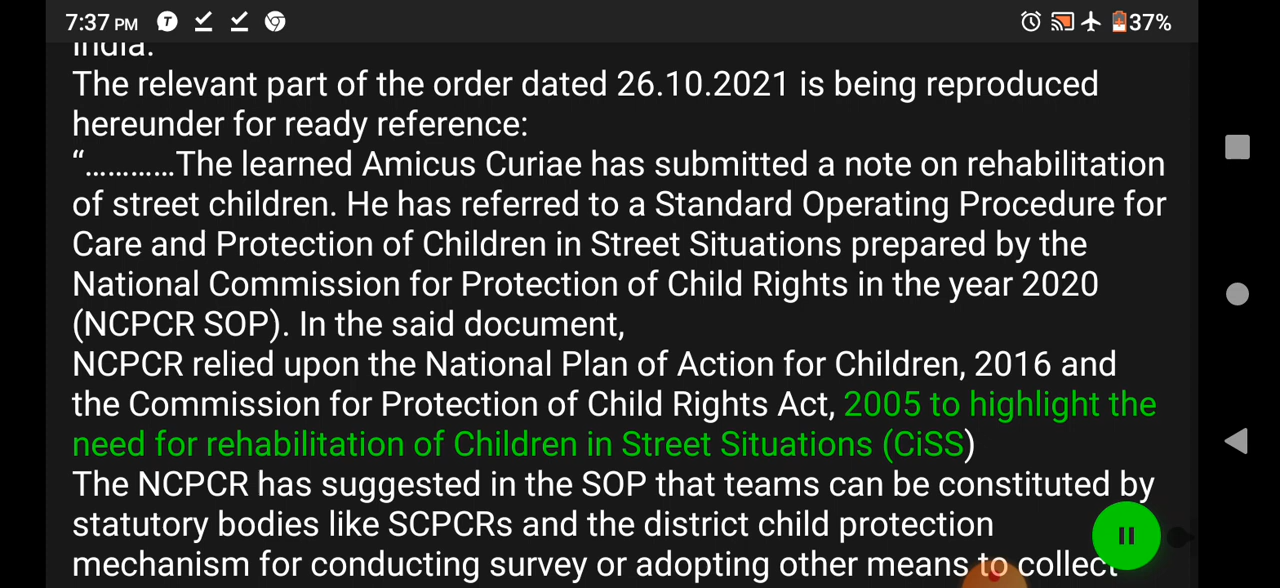 7:37 PM
37%
India.
The relevant part of the order dated 26.10.2021 is being reproduced
hereunder for ready reference:
“…………The learned Amicus Curiae has submitted a note on rehabilitation
of street children. He has referred to a Standard Operating Procedure for
Care and Protection of Children in Street Situations prepared by the
National Commission for Protection of Child Rights in the year 2020
(NCPCR SOP). In the said document,
NCPCR relied upon the National Plan of Action for Children, 2016 and
the Commission for Protection of Child Rights Act, 2005 to highlight the
need for rehabilitation of Children in Street Situations (CiSS)
The NCPCR has suggested in the SOP that teams can be constituted by
statutory bodies like SCPCRs and the district child protection
mechanism for conducting survey or adopting other means to collect